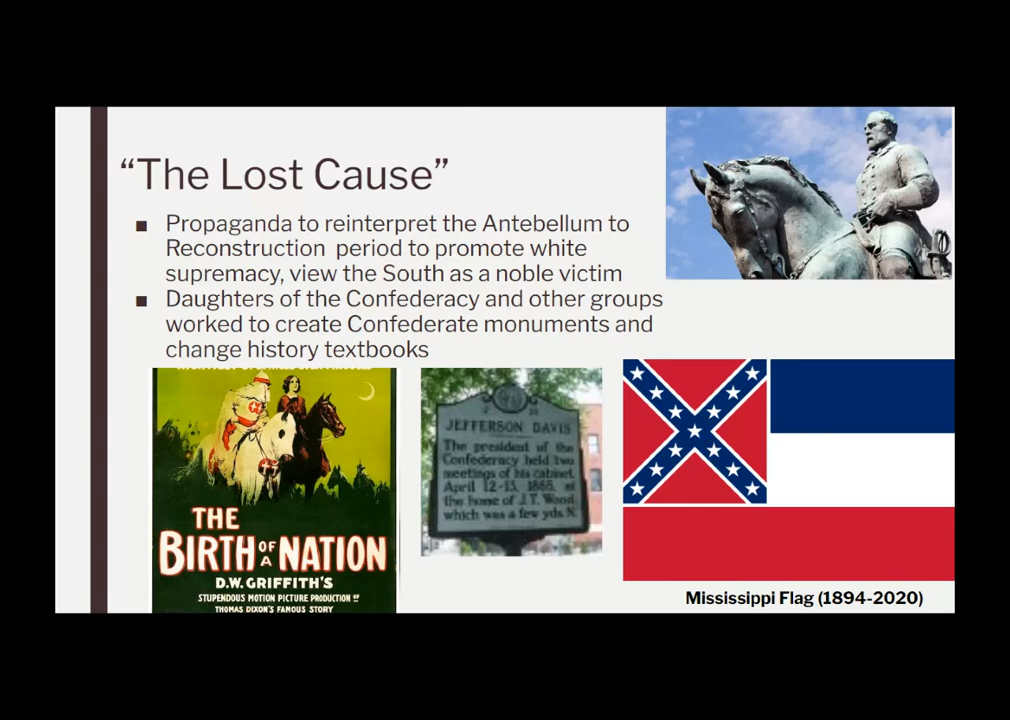 “The Lost Cause”
■ Propaganda to reinterpret the Antebellum to
Reconstruction period to promote white
supremacy, view the South as a noble victim
■ Daughters of the Confederacy and other groups
worked to create Confederate monuments and
change history textbooks
THE
BIRTH OF A NATION
D.W. GRIFFITH'S
STUPENDOUS MOTION PICTURE PRODUCTION OF
THOMAS DIXON'S FAMOUS STORY
JEFFERSON DAVIS
The president of the
Confederacy held two
meetings of his cabinet,
April 12-13, 1865, at
the home of J.T. Wood
which was a few yds. N.
Mississippi Flag (1894-2020)